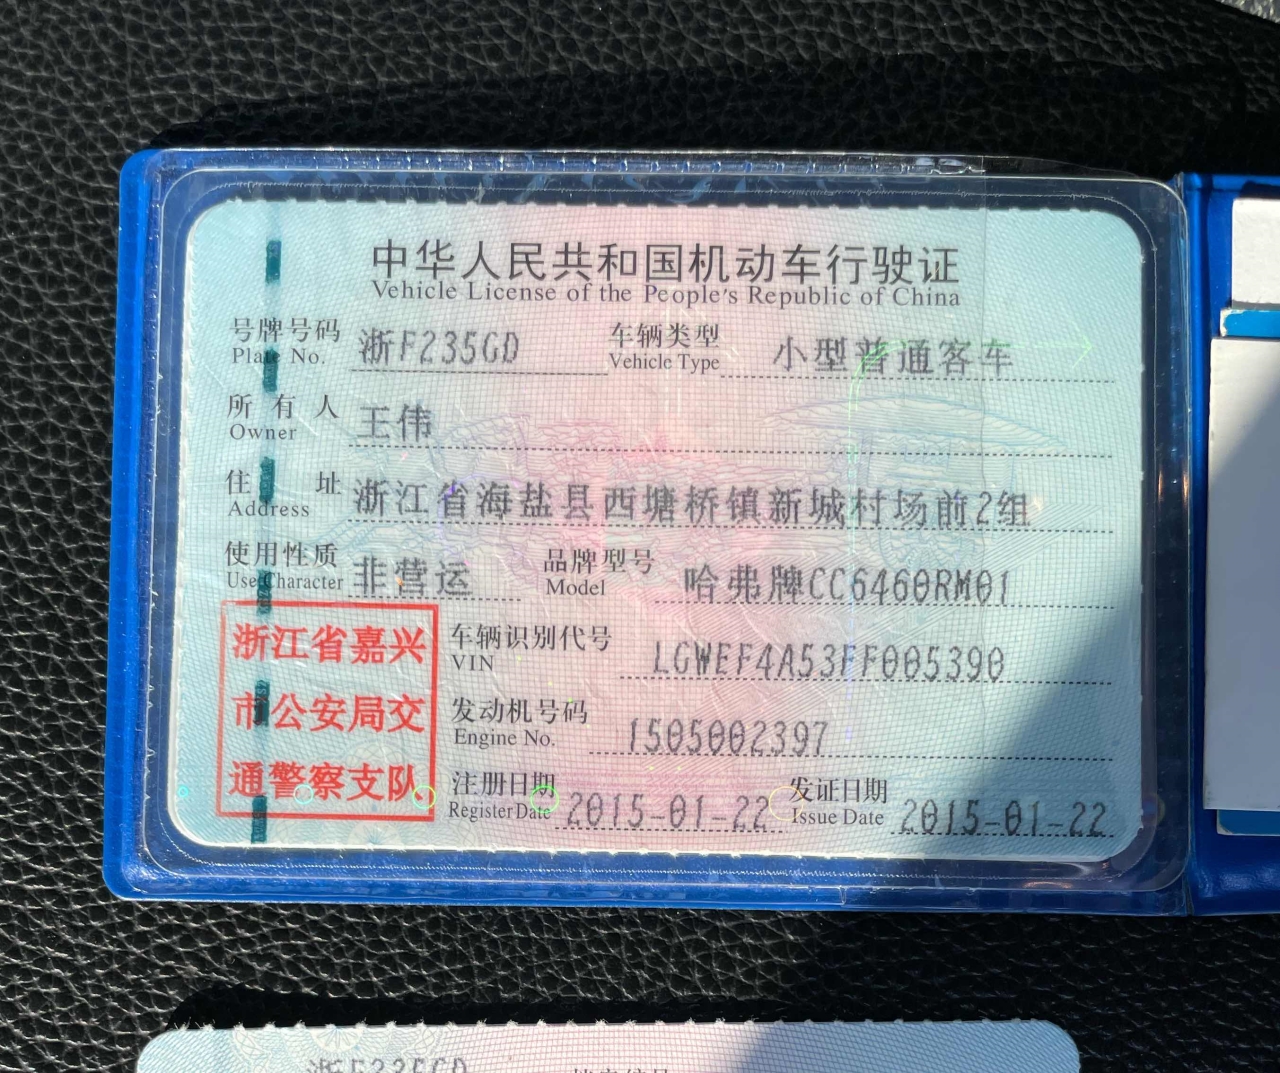 中华人民共和国机动车行驶证
Vehicle License of the People's Republic of China
号牌号码 浙F235GD 车辆类型 小型普通客车
Plate No. Vehicle Type
所有人 王伟
Owner
住址 浙江省海盐县西塘桥镇新城村场前2组
Address
使用性质 非营运 品牌型号 哈弗牌CC6460RM01
Use Character Model
浙江省嘉兴
市公安局交
通警察支队
车辆识别代号 LGWEF4A53FF005390
VIN
发动机号码 1505002397
Engine No.
注册日期 2015-01-22 发证日期 2015-01-22
Register Date Issue Date
浙F235GD